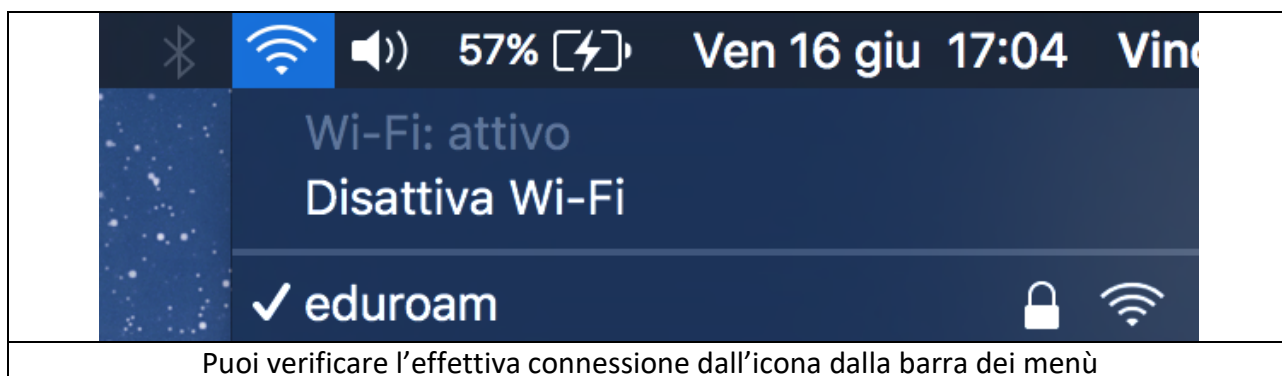 57% Ven 16 giu 17:04
Wi-Fi: attivo
Disattiva Wi-Fi
✓ eduroam
Puoi verificare l’effettiva connessione dall’icona dalla barra dei menù